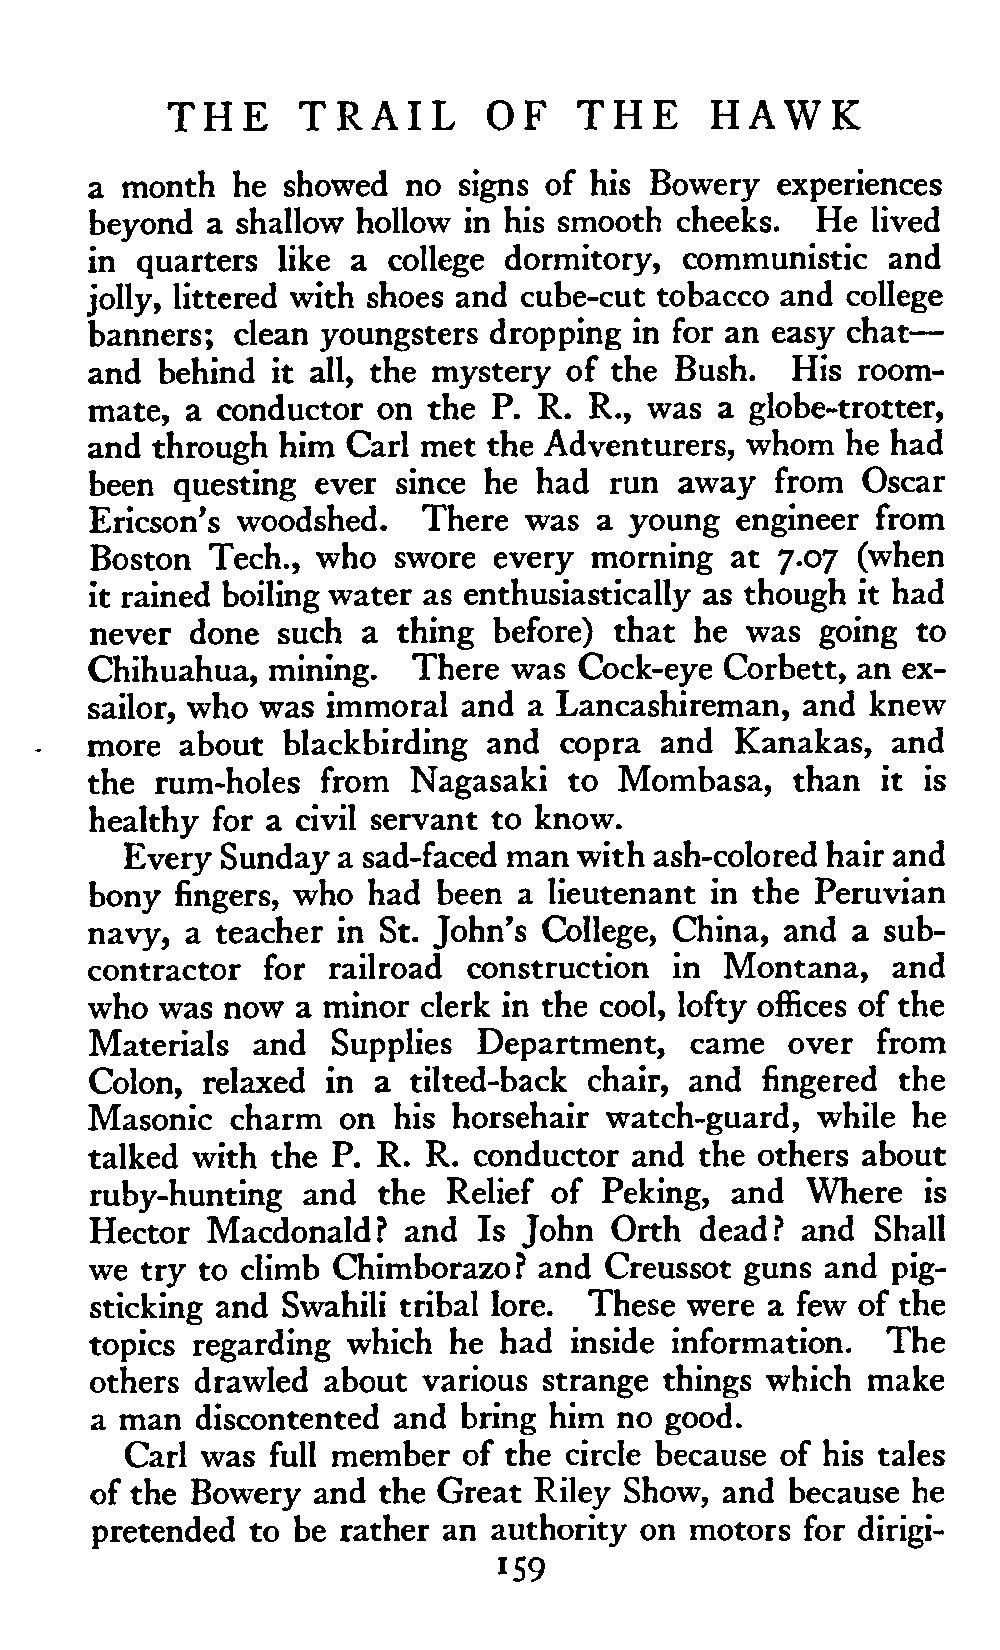 THE TRAIL OF THE HAWK
a month he showed no signs of his Bowery experiences
beyond a shallow hollow in his smooth cheeks. He lived
in quarters like a college dormitory, communistic and
jolly, littered with shoes and cube-cut tobacco and college
banners; clean youngsters dropping in for an easy chat—
and behind it all, the mystery of the Bush. His room-
mate, a conductor on the P. R. R., was a globe-trotter,
and through him Carl met the Adventurers, whom he had
been questing ever since he had run away from Oscar
Ericson's woodshed. There was a young engineer from
Boston Tech., who swore every morning at 7.07 (when
it rained boiling water as enthusiastically as though it had
never done such a thing before) that he was going to
Chihuahua, mining. There was Cock-eye Corbett, an ex-
sailor, who was immoral and a Lancashireman, and knew
more about blackbirding and copra and Kanakas, and
the rum-holes from Nagasaki to Mombasa, than it is
healthy for a civil servant to know.
Every Sunday a sad-faced man with ash-colored hair and
bony fingers, who had been a lieutenant in the Peruvian
navy, a teacher in St. John's College, China, and a sub-
contractor for railroad construction in Montana, and
who was now a minor clerk in the cool, lofty offices of the
Materials and Supplies Department, came over from
Colon, relaxed in a tilted-back chair, and fingered the
Masonic charm on his horsehair watch-guard, while he
talked with the P. R. R. conductor and the others about
ruby-hunting and the Relief of Peking, and Where is
Hector Macdonald? and Is John Orth dead? and Shall
we try to climb Chimborazo? and Creussot guns and pig-
sticking and Swahili tribal lore. These were a few of the
topics regarding which he had inside information. The
others drawled about various strange things which make
a man discontented and bring him no good.
Carl was full member of the circle because of his tales
of the Bowery and the Great Riley Show, and because he
pretended to be rather an authority on motors for dirigi-
159